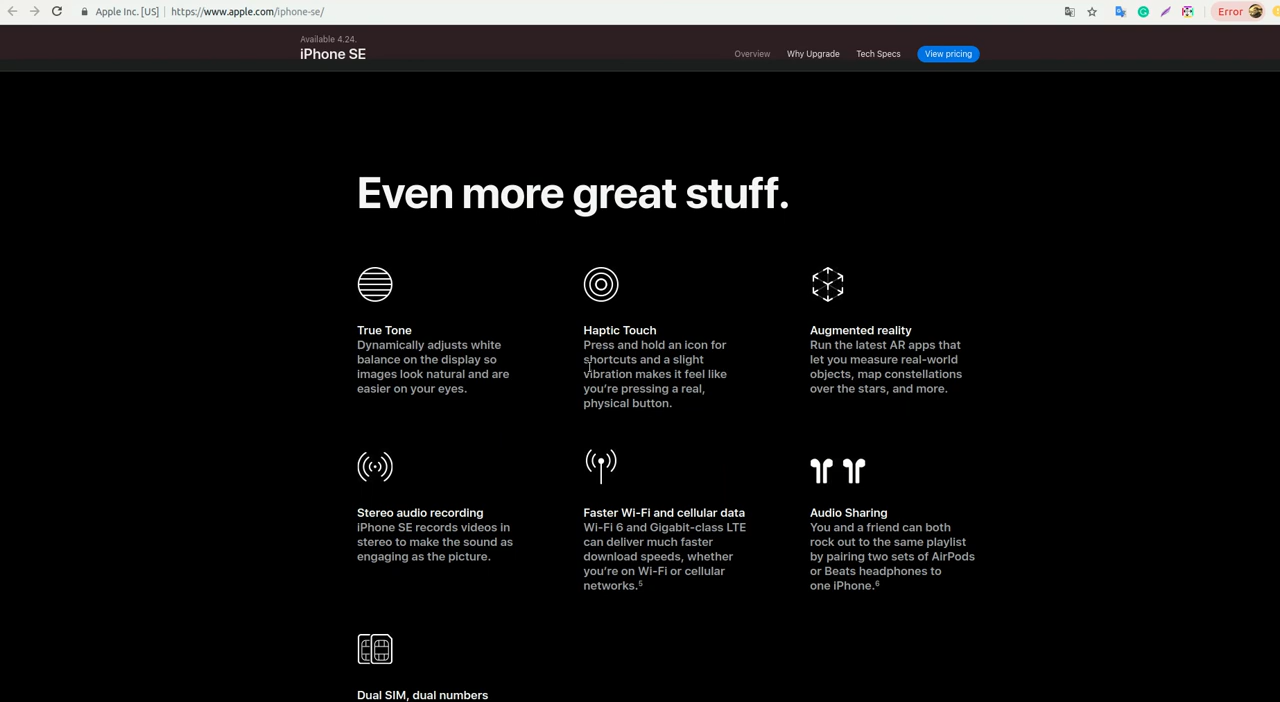 Apple Inc. [US] | https://www.apple.com/iphone-se/
Error
Available 4.24.
iPhone SE
Overview
Why Upgrade
Tech Specs
View pricing
Even more great stuff.
True Tone
Dynamically adjusts white
balance on the display so
images look natural and are
easier on your eyes.
Haptic Touch
Press and hold an icon for
shortcuts and a slight
vibration makes it feel like
you’re pressing a real,
physical button.
Augmented reality
Run the latest AR apps that
let you measure real-world
objects, map constellations
over the stars, and more.
Stereo audio recording
iPhone SE records videos in
stereo to make the sound as
engaging as the picture.
Faster Wi-Fi and cellular data
Wi-Fi 6 and Gigabit-class LTE
can deliver much faster
download speeds, whether
you’re on Wi-Fi or cellular
networks.⁵
Audio Sharing
You and a friend can both
rock out to the same playlist
by pairing two sets of AirPods
or Beats headphones to
one iPhone.⁶
Dual SIM, dual numbers